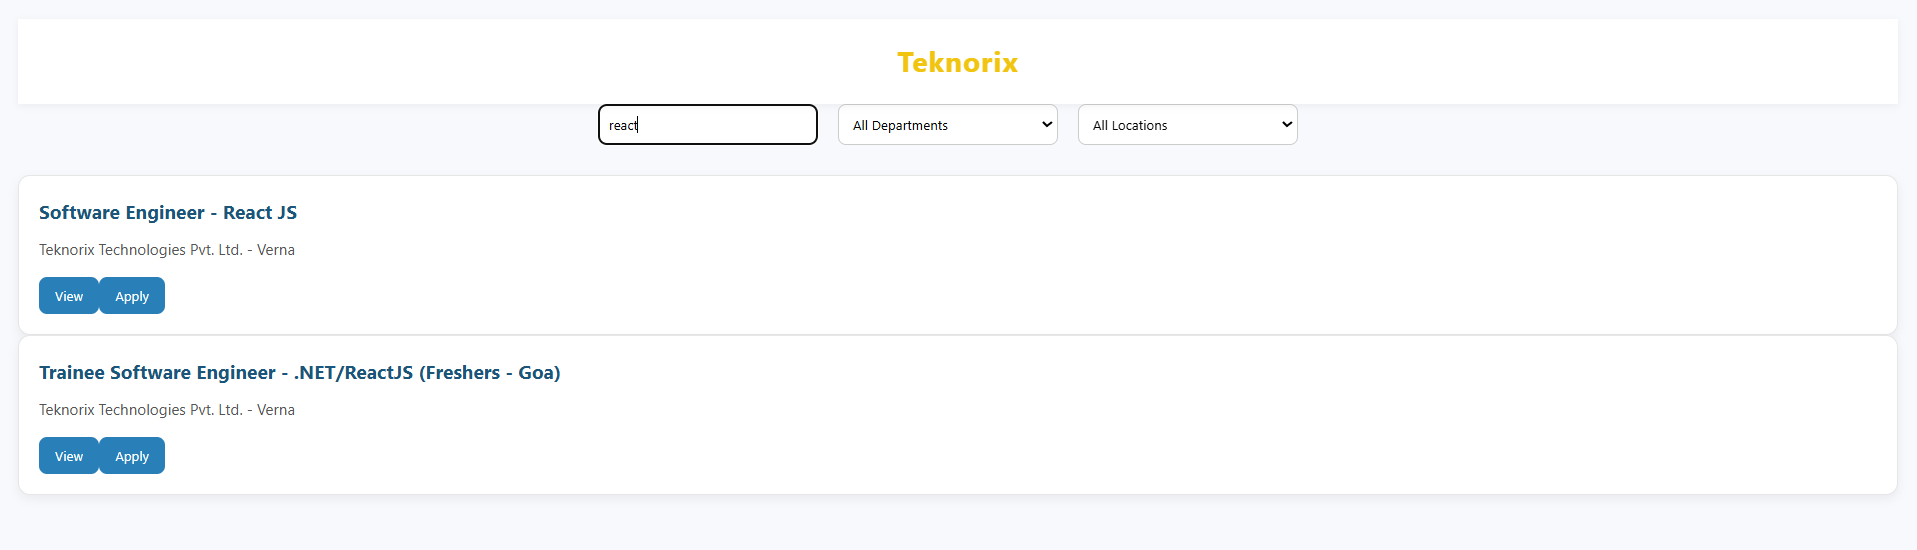 Teknorix
react All Departments All Locations
Software Engineer - React JS
Teknorix Technologies Pvt. Ltd. - Verna
View Apply
Trainee Software Engineer - .NET/ReactJS (Freshers - Goa)
Teknorix Technologies Pvt. Ltd. - Verna
View Apply